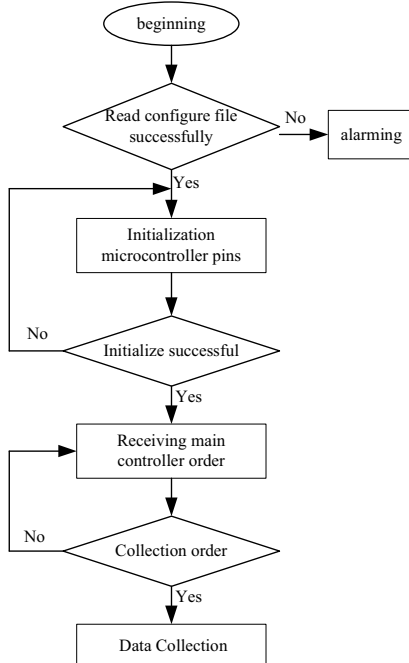 beginning
Read configure file
successfully
No
alarming
Yes
Initialization
microcontroller pins
No
Initialize successful
Yes
Receiving main
controller order
No
Collection order
Yes
Data Collection